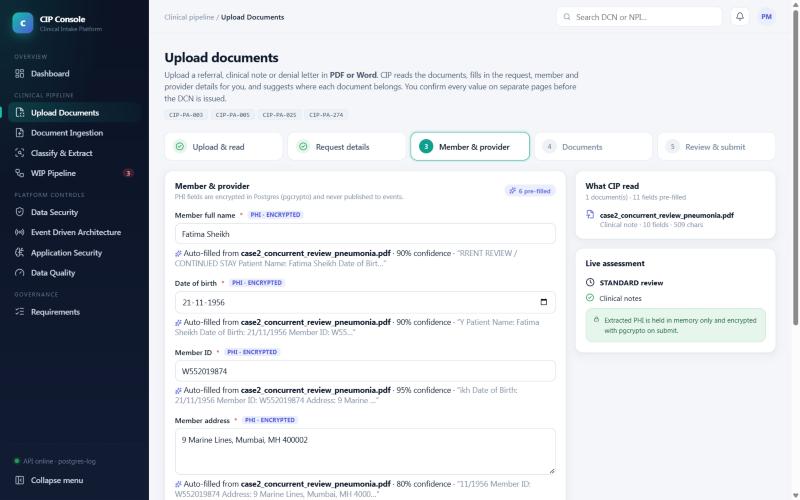 c
CIP Console
Clinical Intake Platform
OVERVIEW
Dashboard
CLINICAL PIPELINE
Upload Documents
Document Ingestion
Classify & Extract
WIP Pipeline
3
PLATFORM CONTROLS
Data Security
Event Driven Architecture
Application Security
Data Quality
GOVERNANCE
Requirements
API online · postgres-log
Collapse menu
Clinical pipeline / Upload Documents
Search DCN or NPI...
PM
Upload documents
Upload a referral, clinical note or denial letter in PDF or Word. CIP reads the documents, fills in the request, member and
provider details for you, and suggests where each document belongs. You confirm every value on separate pages before
the DCN is issued.
CIP-PA-003 CIP-PA-005 CIP-PA-025 CIP-PA-274
Upload & read
Request details
3 Member & provider
4 Documents
5 Review & submit
Member & provider
PHI fields are encrypted in Postgres (pgcrypto) and never published to events.
6 pre-filled
Member full name * PHI · ENCRYPTED
Fatima Sheikh
Auto-filled from case2_concurrent_review_pneumonia.pdf · 90% confidence · "RRENT REVIEW /
CONTINUED STAY Patient Name: Fatima Sheikh Date of Birt..."
Date of birth * PHI · ENCRYPTED
21-11-1956
Auto-filled from case2_concurrent_review_pneumonia.pdf · 90% confidence · "Y Patient Name: Fatima
Sheikh Date of Birth: 21/11/1956 Member ID: W55..."
Member ID * PHI · ENCRYPTED
W552019874
Auto-filled from case2_concurrent_review_pneumonia.pdf · 95% confidence · "ikh Date of Birth:
21/11/1956 Member ID: W552019874 Address: 9 Marine ..."
Member address * PHI · ENCRYPTED
9 Marine Lines, Mumbai, MH 400002
Auto-filled from case2_concurrent_review_pneumonia.pdf · 80% confidence · "11/1956 Member ID:
W552019874 Address: 9 Marine Lines, Mumbai, MH 4000..."
What CIP read
1 document(s) · 11 fields pre-filled
case2_concurrent_review_pneumonia.pdf
Clinical note · 10 fields · 509 chars
Live assessment
STANDARD review
Clinical notes
Extracted PHI is held in memory only and encrypted
with pgcrypto on submit.